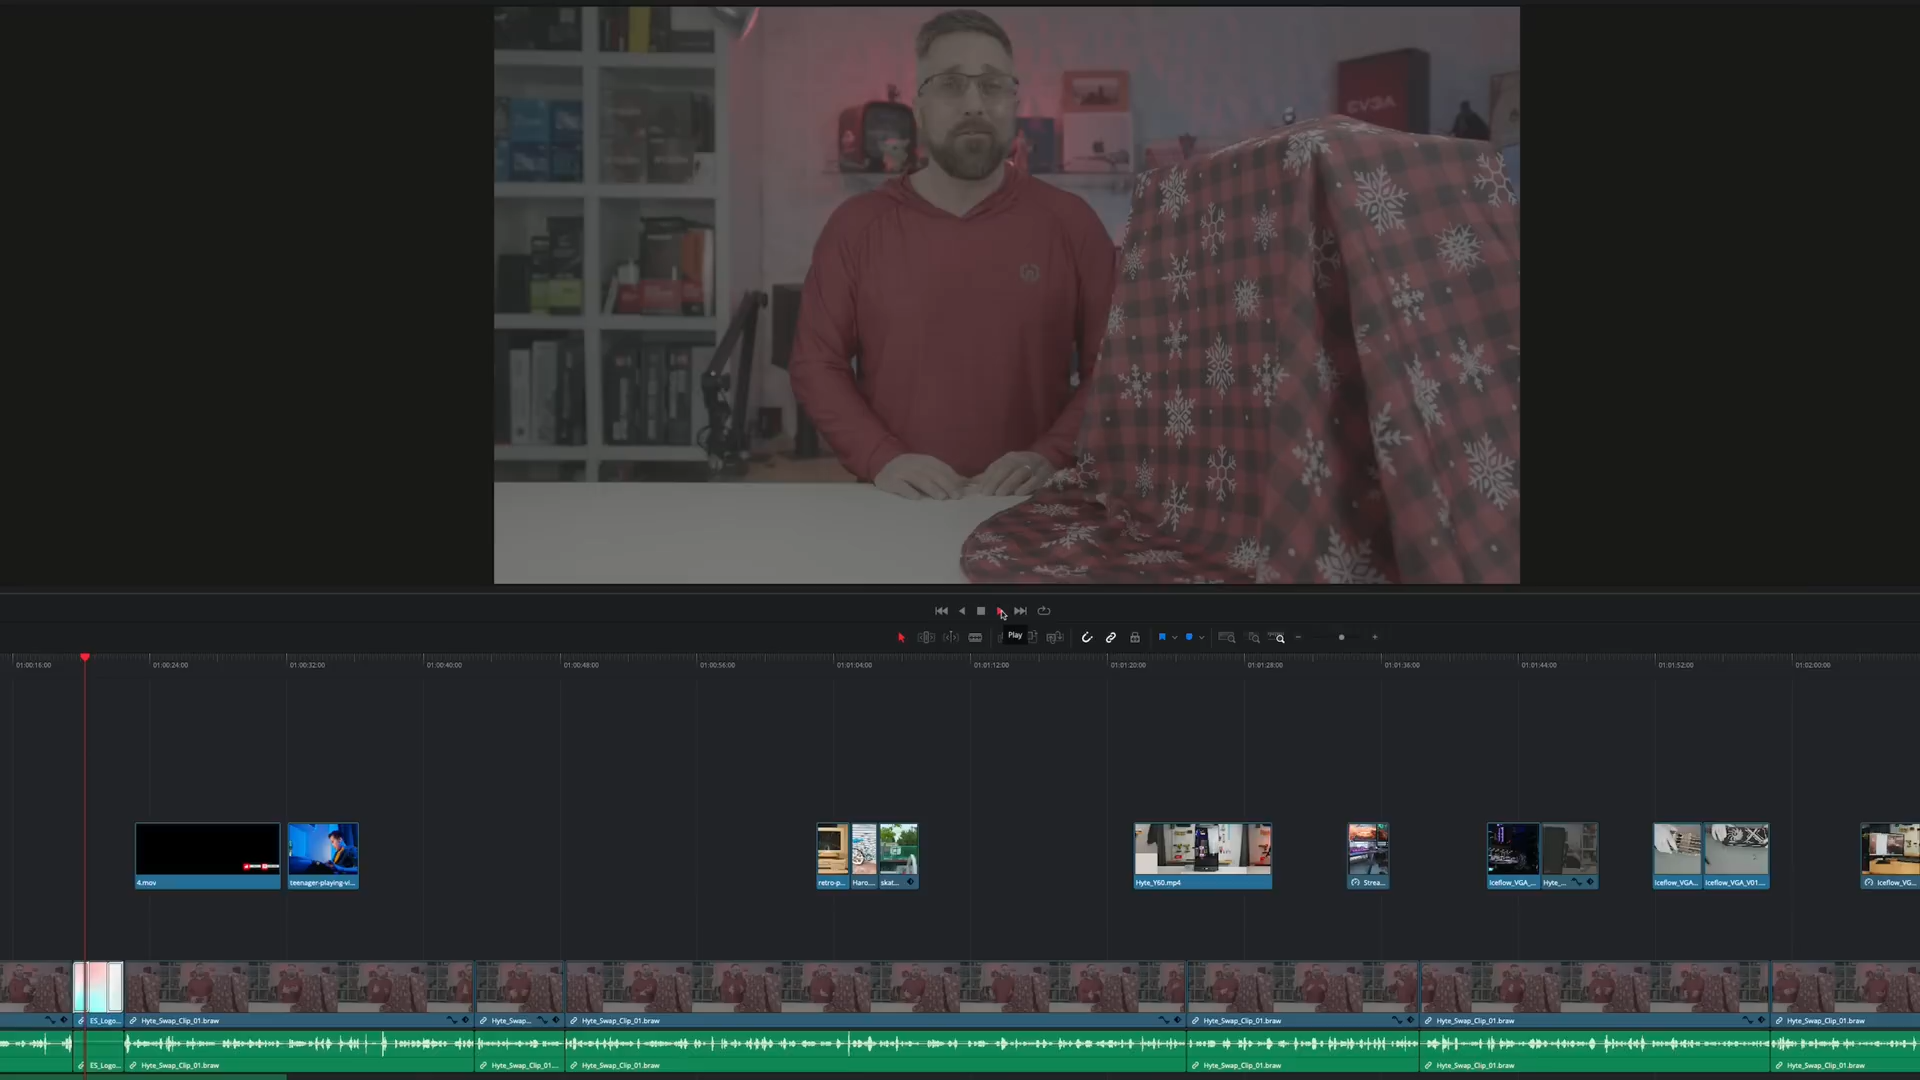 EVGA
Play
01:00:16:00 01:00:24:00 01:00:32:00 01:00:40:00 01:00:48:00 01:00:56:00 01:01:04:00 01:01:12:00 01:01:20:00 01:01:28:00 01:01:36:00 01:01:44:00 01:01:52:00 01:02:00:00
4.mov teenager-playing-vi... retro-p... Haro... skat... Hyte_Y60.mp4 Strea... Iceflow_VGA_... Hyte_... Iceflow_VGA... Iceflow_VGA_V01.... Iceflow_VG...
ES_Logo... Hyte_Swap_Clip_01.braw Hyte_Swap... Hyte_Swap_Clip_01.braw Hyte_Swap_Clip_01.braw Hyte_Swap_Clip_01.braw Hyte_Swap_Clip_01.braw
ES_Logo... Hyte_Swap_Clip_01.braw Hyte_Swap_Clip_01.... Hyte_Swap_Clip_01.braw Hyte_Swap_Clip_01.braw Hyte_Swap_Clip_01.braw Hyte_Swap_Clip_01.braw